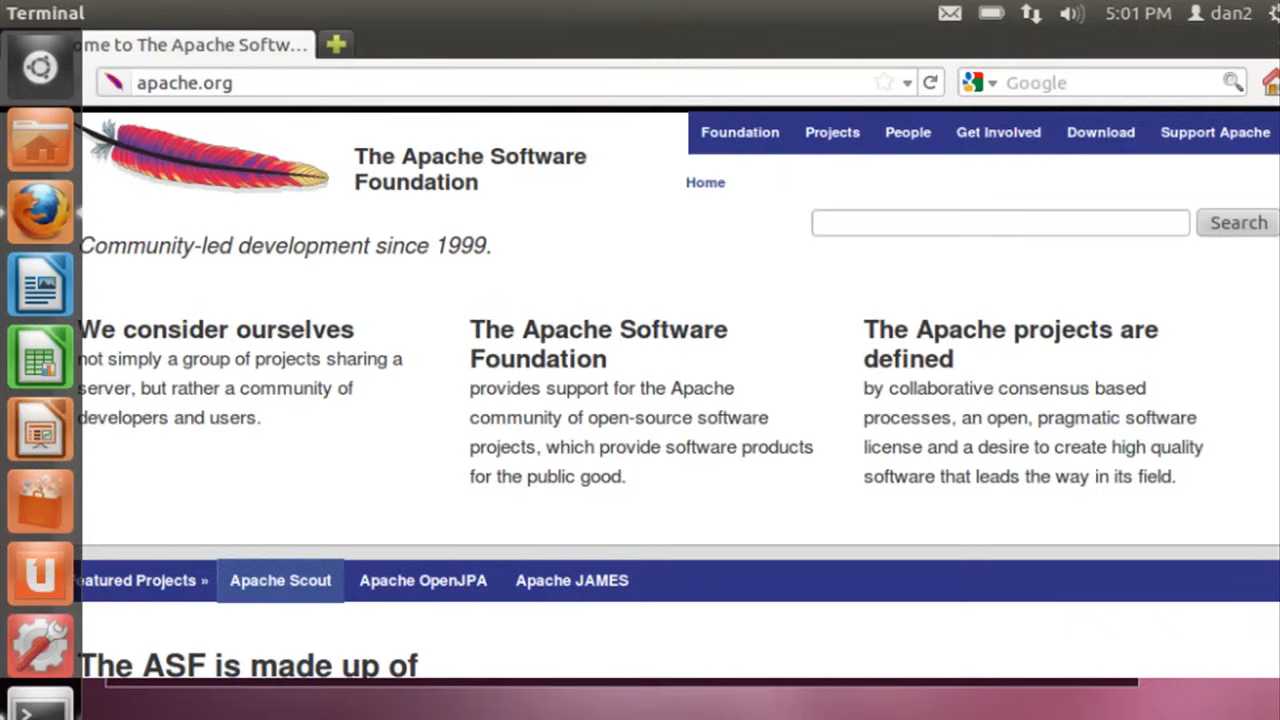 Terminal
5:01 PM
dan2
ome to The Apache Softw...
apache.org
Google
Foundation Projects People Get Involved Download Support Apache
The Apache Software
Foundation
Home
Search
Community-led development since 1999.
We consider ourselves
not simply a group of projects sharing a
server, but rather a community of
developers and users.
The Apache Software
Foundation
provides support for the Apache
community of open-source software
projects, which provide software products
for the public good.
The Apache projects are
defined
by collaborative consensus based
processes, an open, pragmatic software
license and a desire to create high quality
software that leads the way in its field.
eatured Projects » Apache Scout Apache OpenJPA Apache JAMES
The ASF is made up of